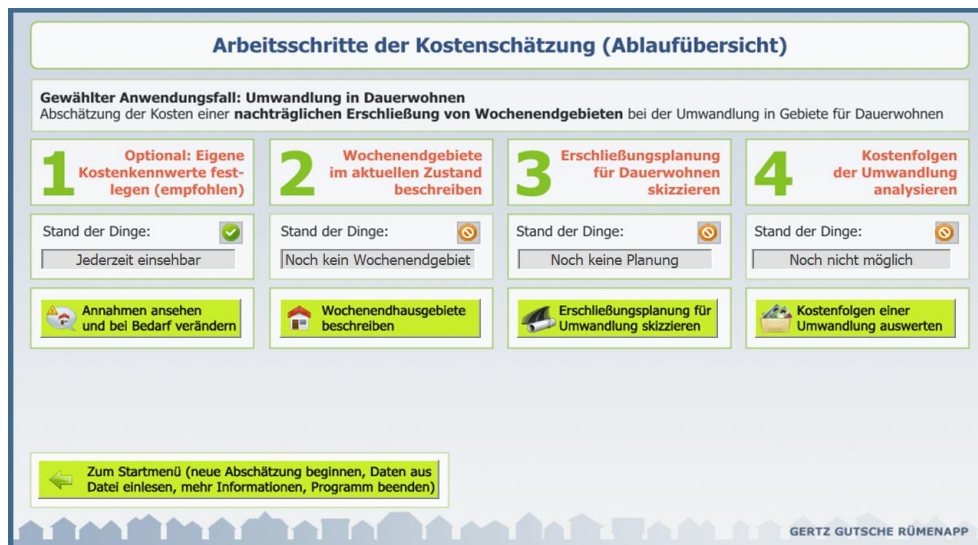 Arbeitsschritte der Kostenschätzung (Ablaufübersicht)
Gewählter Anwendungsfall: Umwandlung in Dauerwohnen
Abschätzung der Kosten einer nachträglichen Erschließung von Wochenendgebieten bei der Umwandlung in Gebiete für Dauerwohnen
1
Optional: Eigene
Kostenkennwerte fest-
legen (empfohlen)
Stand der Dinge:
Jederzeit einsehbar
Annahmen ansehen
und bei Bedarf verändern
2
Wochenendgebiete
im aktuellen Zustand
beschreiben
Stand der Dinge:
Noch kein Wochenendgebiet
Wochenendhausgebiete
beschreiben
3
Erschließungsplanung
für Dauerwohnen
skizzieren
Stand der Dinge:
Noch keine Planung
Erschließungsplanung für
Umwandlung skizzieren
4
Kostenfolgen
der Umwandlung
analysieren
Stand der Dinge:
Noch nicht möglich
Kostenfolgen einer
Umwandlung auswerten
Zum Startmenü (neue Abschätzung beginnen, Daten aus
Datei einlesen, mehr Informationen, Programm beenden)
GERTZ GUTSCHE RÜMENAPP